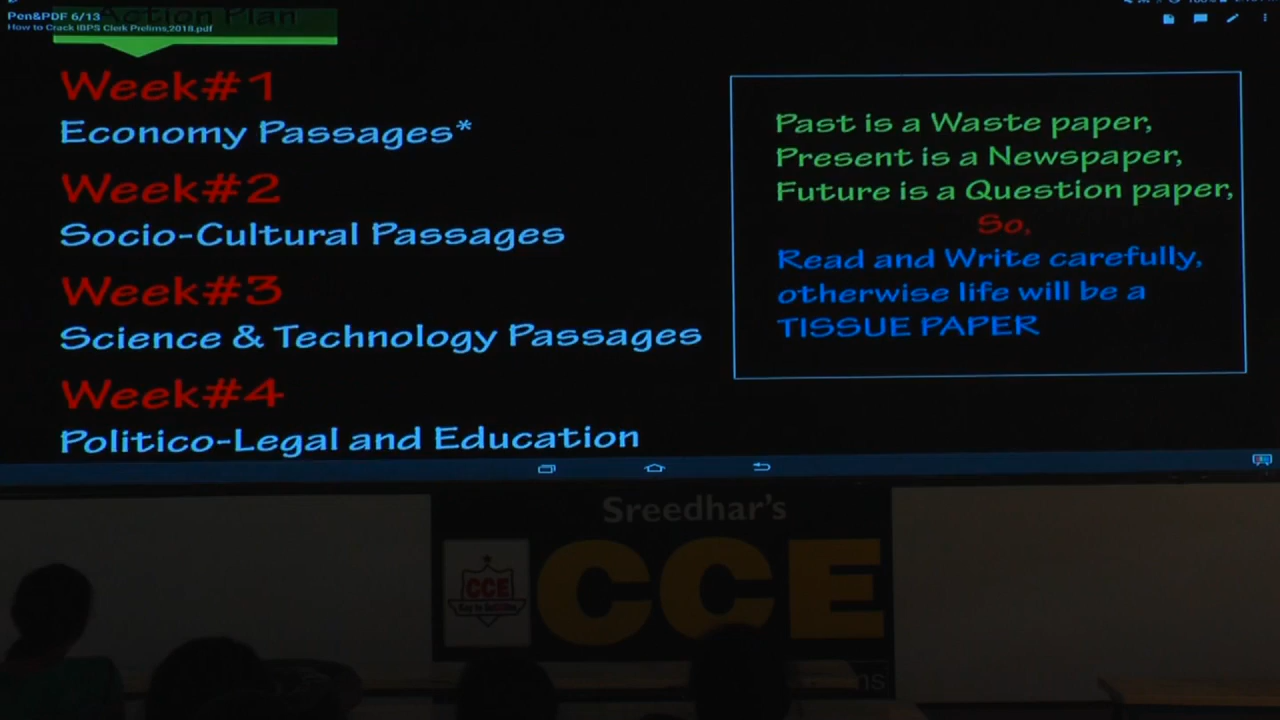 Action Plan
Pen&PDF 6/13
How to Crack IBPS Clerk Prelims,2018.pdf
Week#1
Economy Passages*
Week#2
Socio-Cultural Passages
Week#3
Science & Technology Passages
Week#4
Politico-Legal and Education
Past is a Waste paper,
Present is a Newspaper,
Future is a Question paper,
So,
Read and Write carefully,
otherwise life will be a
TISSUE PAPER
Sreedhar's
CCE
CCE